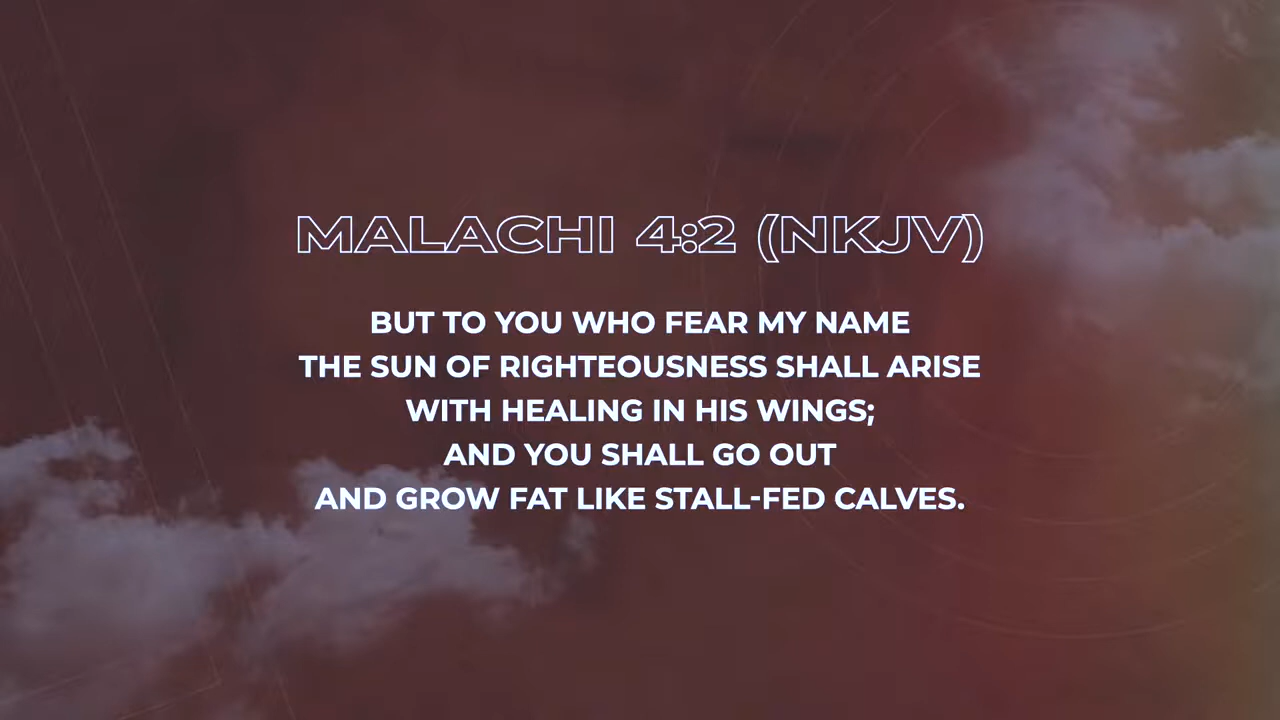 MALACHI 4:2 (NKJV)
BUT TO YOU WHO FEAR MY NAME
THE SUN OF RIGHTEOUSNESS SHALL ARISE
WITH HEALING IN HIS WINGS;
AND YOU SHALL GO OUT
AND GROW FAT LIKE STALL-FED CALVES.